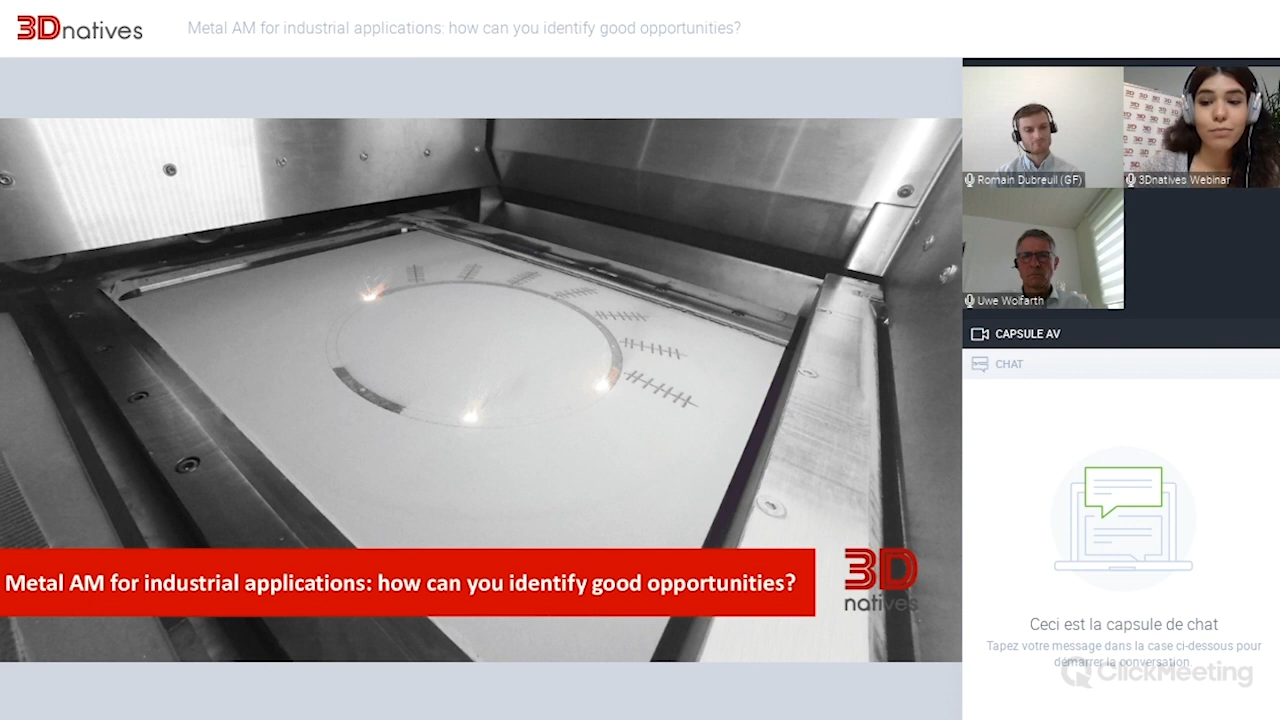 3Dnatives
Metal AM for industrial applications: how can you identify good opportunities?
Romain Dubreuil (GF)
3Dnatives Webinar
Uwe Wolfarth
CAPSULE AV
CHAT
Metal AM for industrial applications: how can you identify good opportunities?
3D
natives
Ceci est la capsule de chat
Tapez votre message dans la case ci-dessous pour
démarrer la conversation.
ClickMeeting